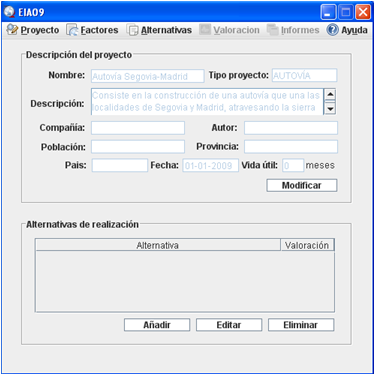 EIA09
Proyecto Factores Alternativas Valoracion Informes Ayuda
Descripción del proyecto
Nombre: Autovía Segovia-Madrid Tipo proyecto: AUTOVÍA
Descripción: Consiste en la construcción de una autovía que una las
localidades de Segovia y Madrid, atravesando la sierra
Compañía: Autor:
Población: Provincia:
Pais: Fecha: 01-01-2009 Vida útil: 0 meses
Modificar
Alternativas de realización
Alternativa Valoración
Añadir Editar Eliminar